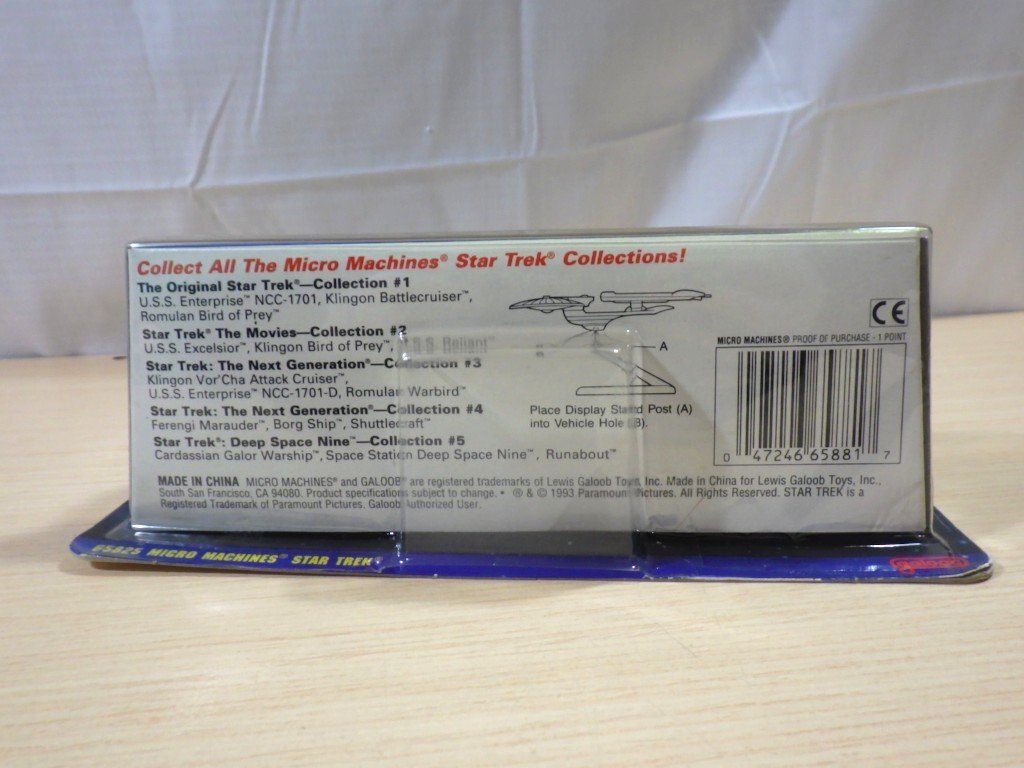 Collect All The Micro Machines® Star Trek® Collections!
The Original Star Trek®—Collection #1
U.S.S. Enterprise™ NCC-1701, Klingon Battlecruiser™,
Romulan Bird of Prey™
Star Trek® The Movies—Collection #2
U.S.S. Excelsior™, Klingon Bird of Prey™, U.S.S. Reliant™
Star Trek: The Next Generation®—Collection #3
Klingon Vor'Cha Attack Cruiser™,
U.S.S. Enterprise™ NCC-1701-D, Romulan Warbird™
Star Trek: The Next Generation®—Collection #4
Ferengi Marauder™, Borg Ship™, Shuttlecraft™
Star Trek®: Deep Space Nine™—Collection #5
Cardassian Galor Warship™, Space Station Deep Space Nine™, Runabout™
A
Place Display Stand Post (A)
into Vehicle Hole (B).
CE
MICRO MACHINES® PROOF OF PURCHASE - 1 POINT
0 47246 65881 7
MADE IN CHINA MICRO MACHINES® and GALOOB® are registered trademarks of Lewis Galoob Toys, Inc. • Made in China for Lewis Galoob Toys, Inc.,
South San Francisco, CA 94080. Product specifications subject to change. • ® & © 1993 Paramount Pictures. All Rights Reserved. STAR TREK is a
Registered Trademark of Paramount Pictures. Galoob Authorized User.
65825 MICRO MACHINES® STAR TREK®
galoob